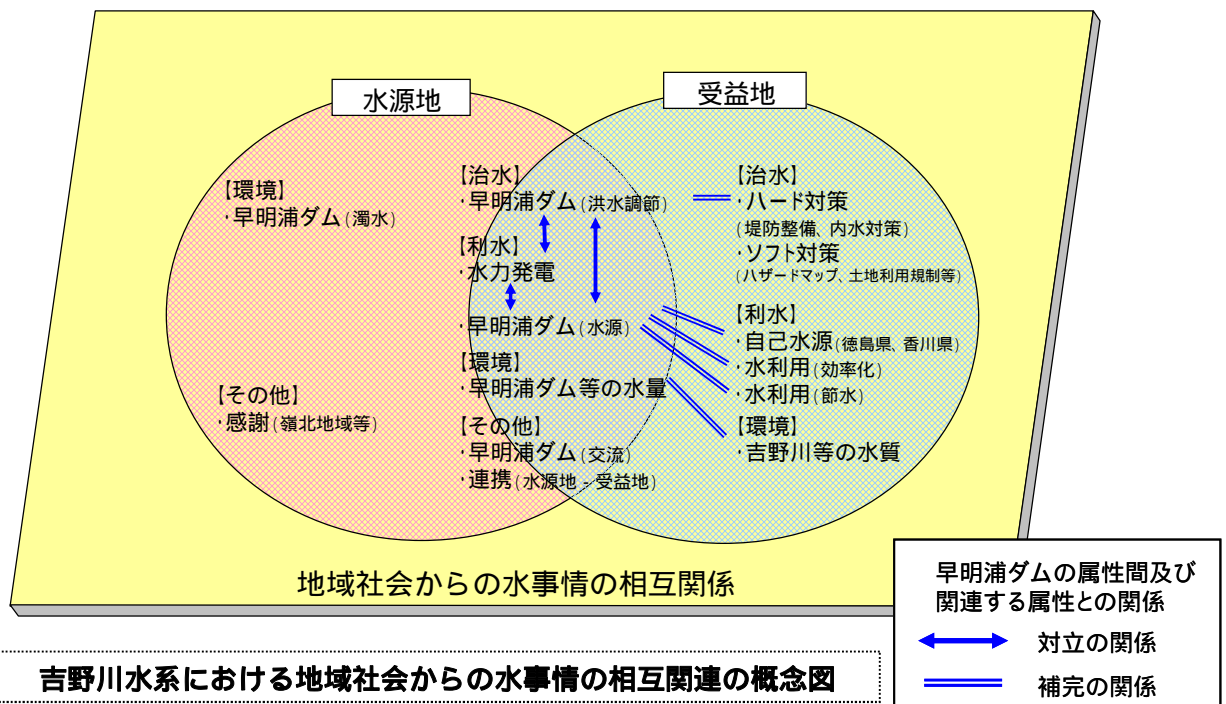 水源地
受益地
【環境】
・早明浦ダム(濁水)
【その他】
・感謝(嶺北地域等)
【治水】
・早明浦ダム(洪水調節)
【利水】
・水力発電
・早明浦ダム(水源)
【環境】
・早明浦ダム等の水量
【その他】
・早明浦ダム(交流)
・連携(水源地-受益地)
【治水】
・ハード対策
(堤防整備、内水対策)
・ソフト対策
(ハザードマップ、土地利用規制等)
【利水】
・自己水源(徳島県、香川県)
・水利用(効率化)
・水利用(節水)
【環境】
・吉野川等の水質
地域社会からの水事情の相互関係
早明浦ダムの属性間及び
関連する属性との関係
対立の関係
補完の関係
吉野川水系における地域社会からの水事情の相互関連の概念図